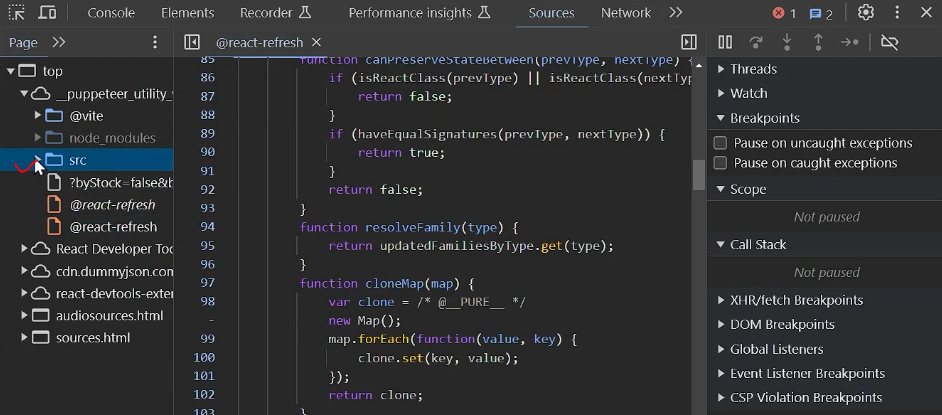 Console Elements Recorder Performance insights Sources Network 1 2
Page @react-refresh
top
__puppeteer_utility_
@vite
node_modules
src
?byStock=false&b
@react-refresh
@react-refresh
React Developer Too
cdn.dummyjson.com
react-devtools-exter
audiosources.html
sources.html
85 function canPreserveStateBetween(prevType, nextType) {
86 if (isReactClass(prevType) || isReactClass(nextTyp
87 return false;
88 }
89 if (haveEqualSignatures(prevType, nextType)) {
90 return true;
91 }
92 return false;
93 }
94 function resolveFamily(type) {
95 return updatedFamiliesByType.get(type);
96 }
97 function cloneMap(map) {
98 var clone = /* @__PURE__ */
- new Map();
99 map.forEach(function(value, key) {
100 clone.set(key, value);
101 });
102 return clone;
103 }
Threads
Watch
Breakpoints
Pause on uncaught exceptions
Pause on caught exceptions
Scope
Not paused
Call Stack
Not paused
XHR/fetch Breakpoints
DOM Breakpoints
Global Listeners
Event Listener Breakpoints
CSP Violation Breakpoints